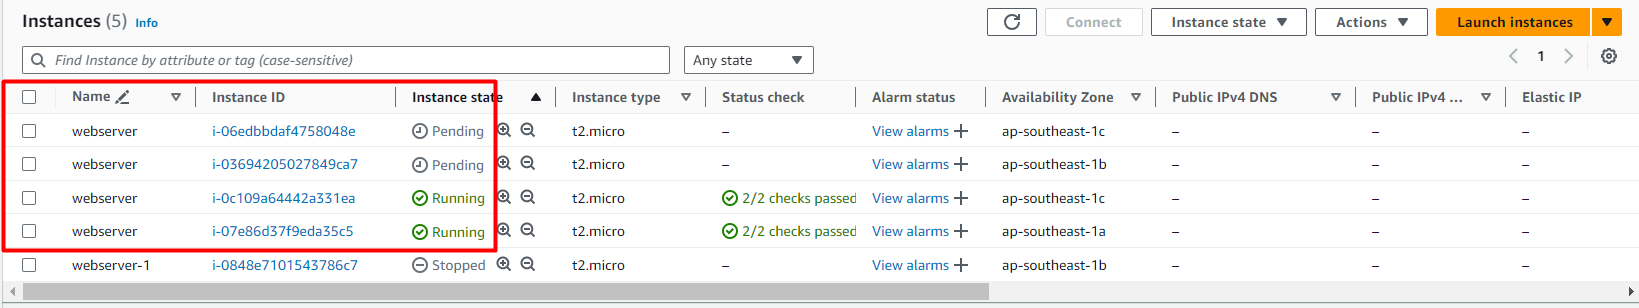 Instances (5) Info Connect Instance state Actions Launch instances
Find Instance by attribute or tag (case-sensitive) Any state 1
Name Instance ID Instance state Instance type Status check Alarm status Availability Zone Public IPv4 DNS Public IPv4 ... Elastic IP
webserver i-06edbbdaf4758048e Pending t2.micro – View alarms + ap-southeast-1c – – –
webserver i-03694205027849ca7 Pending t2.micro – View alarms + ap-southeast-1b – – –
webserver i-0c109a64442a331ea Running t2.micro 2/2 checks passed View alarms + ap-southeast-1c – – –
webserver i-07e86d37f9eda35c5 Running t2.micro 2/2 checks passed View alarms + ap-southeast-1a – – –
webserver-1 i-0848e7101543786c7 Stopped t2.micro – View alarms + ap-southeast-1b – – –